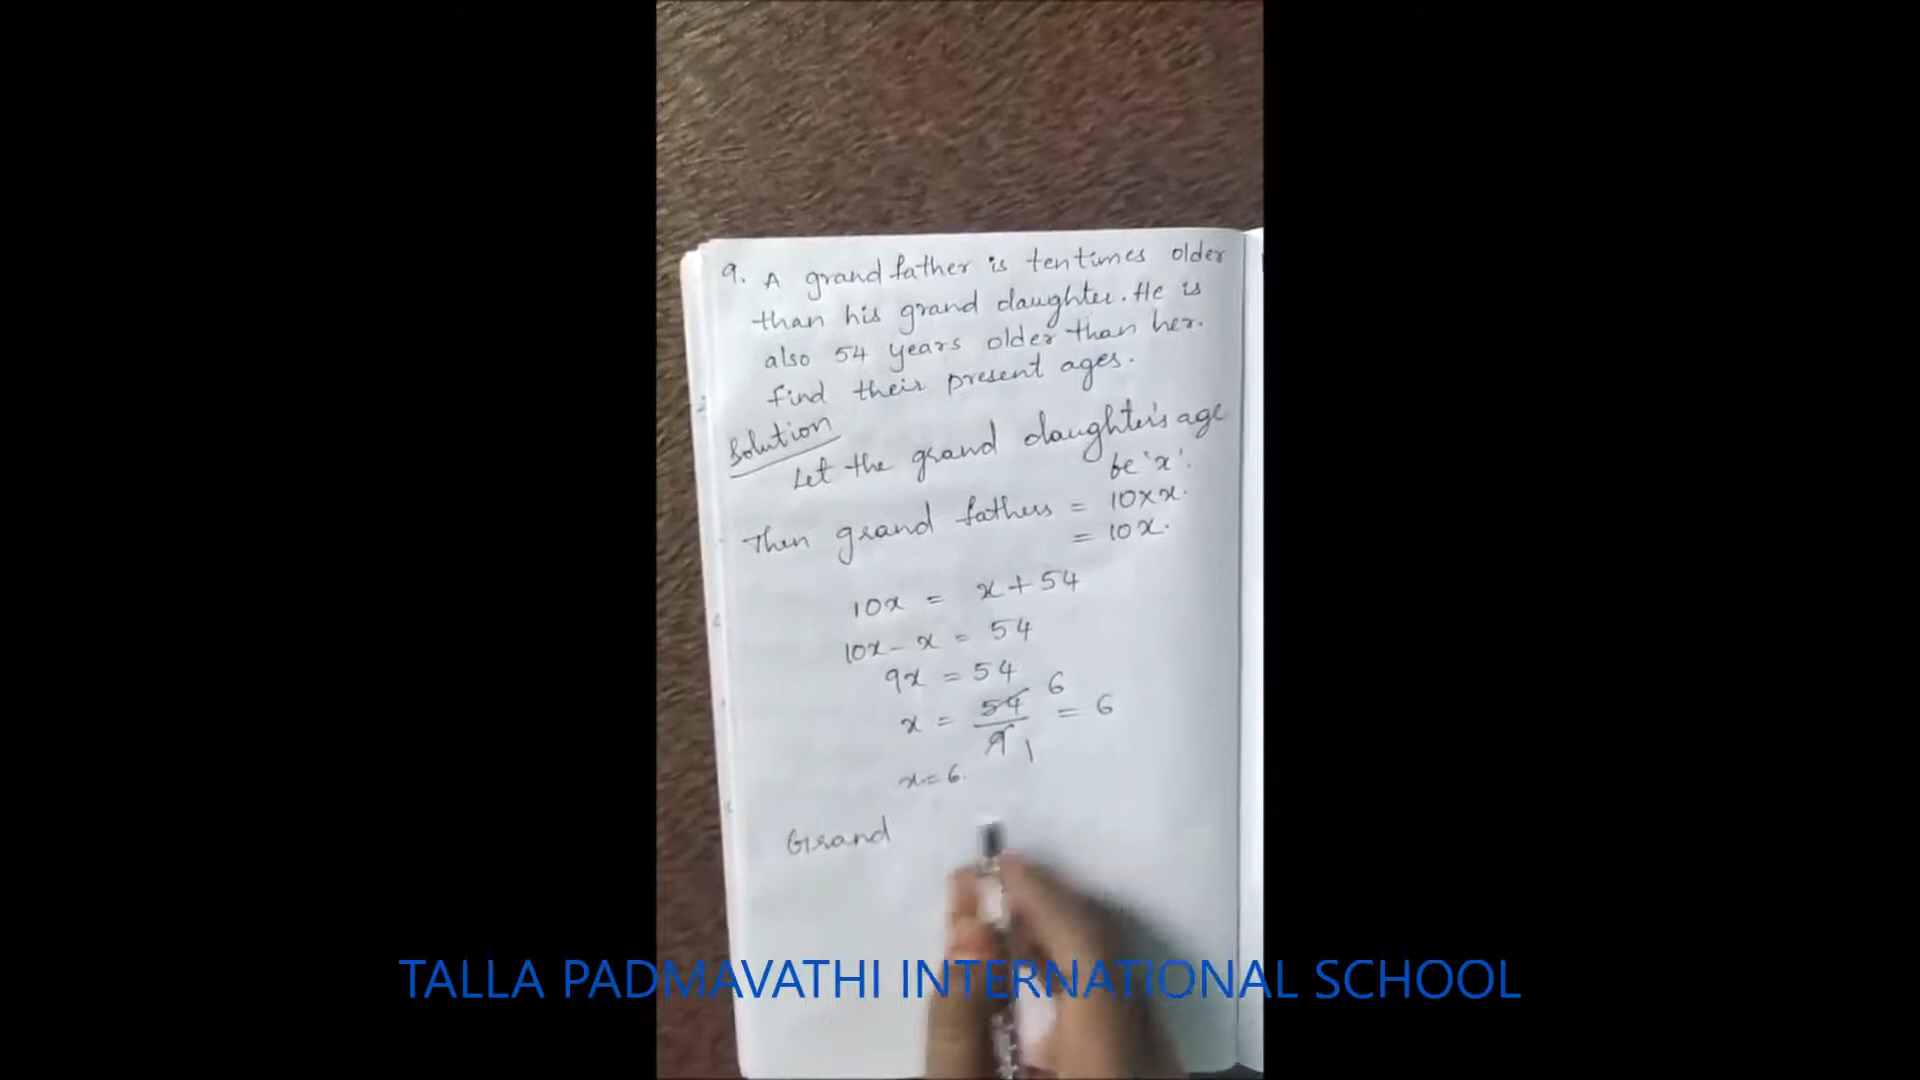 9. A grand father is ten times older
than his grand daughter. He is
also 54 years older than her.
find their present ages.
Solution
Let the grand daughter's age
be 'x'.
Then grand fathers = 10×x.
= 10x.
10x = x + 54
10x - x = 54
9x = 54
x = 54/9 = 6
6
1
x = 6.
Grand
TALLA PADMAVATHI INTERNATIONAL SCHOOL